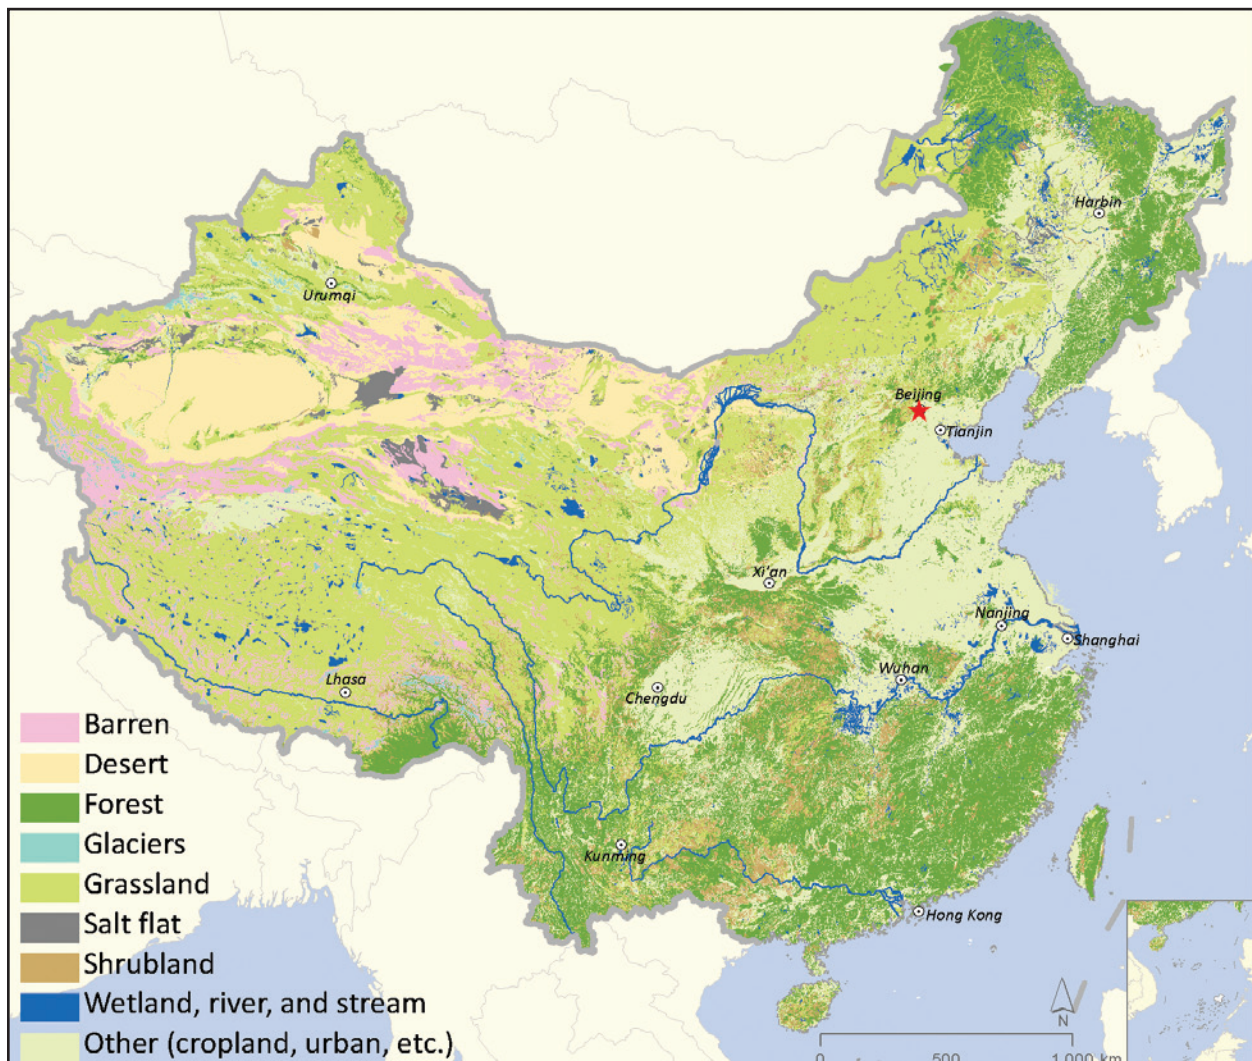 Harbin
Urumqi
Beijing
Tianjin
Xi'an
Nanjing
Shanghai
Wuhan
Lhasa
Chengdu
Kunming
Hong Kong
Barren
Desert
Forest
Glaciers
Grassland
Salt flat
Shrubland
Wetland, river, and stream
Other (cropland, urban, etc.)
N
0 500 1,000 km